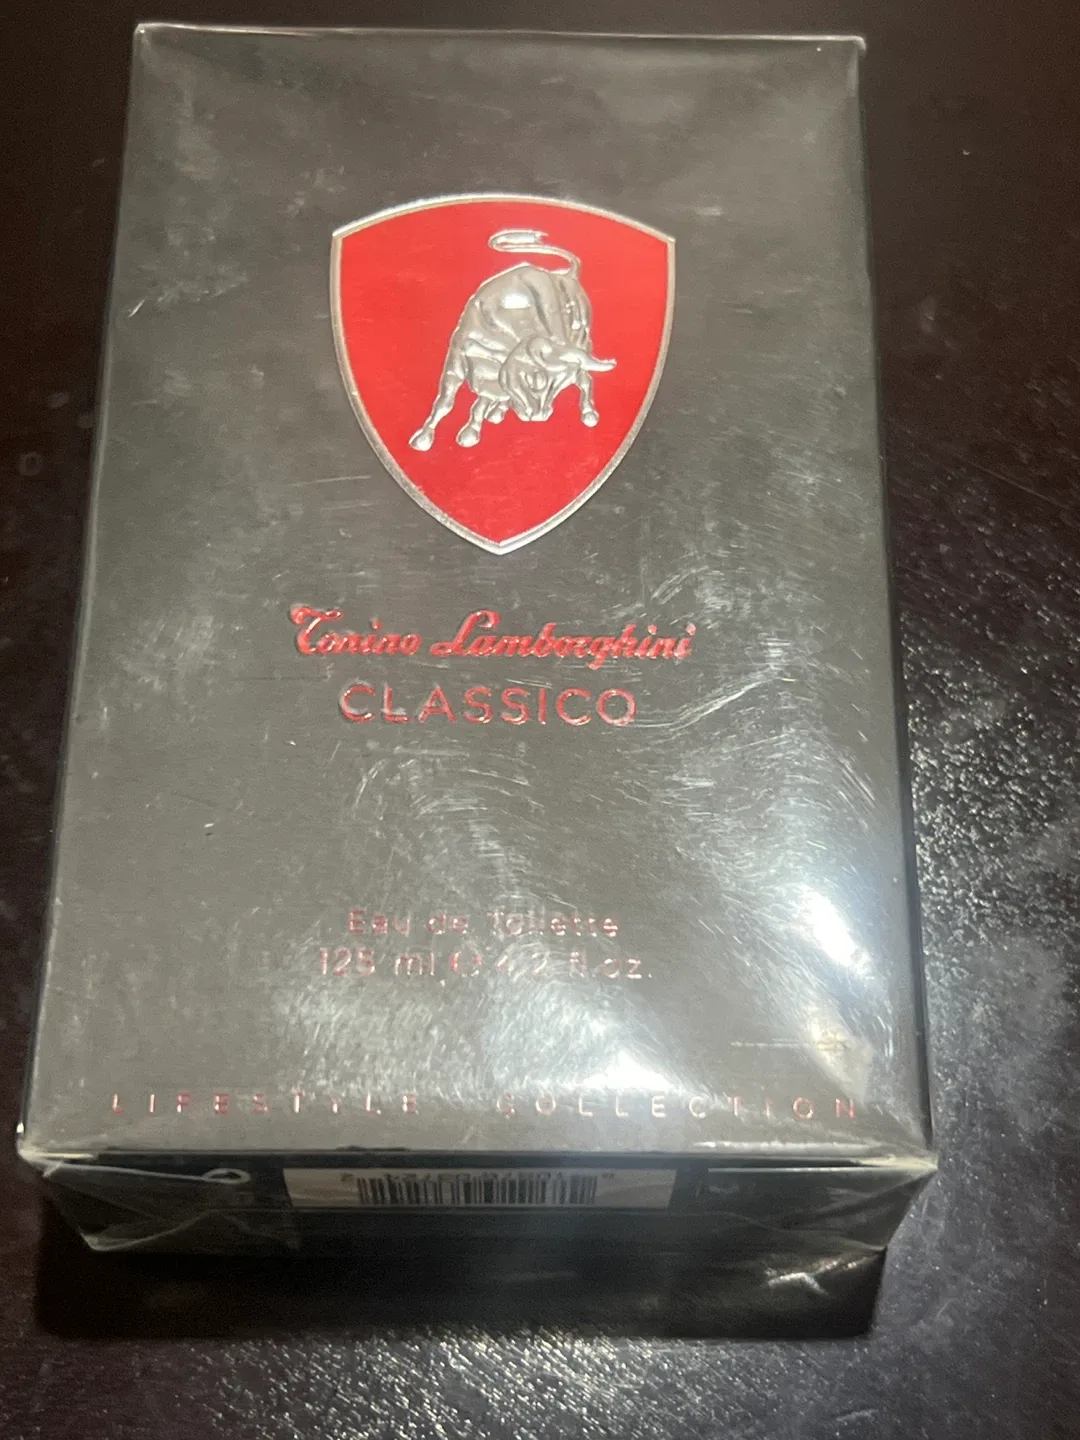 Tonino Lamborghini
CLASSICO
Eau de Toilette
125 ml ℮ 4.2 fl.oz.
LIFESTYLE COLLECTION